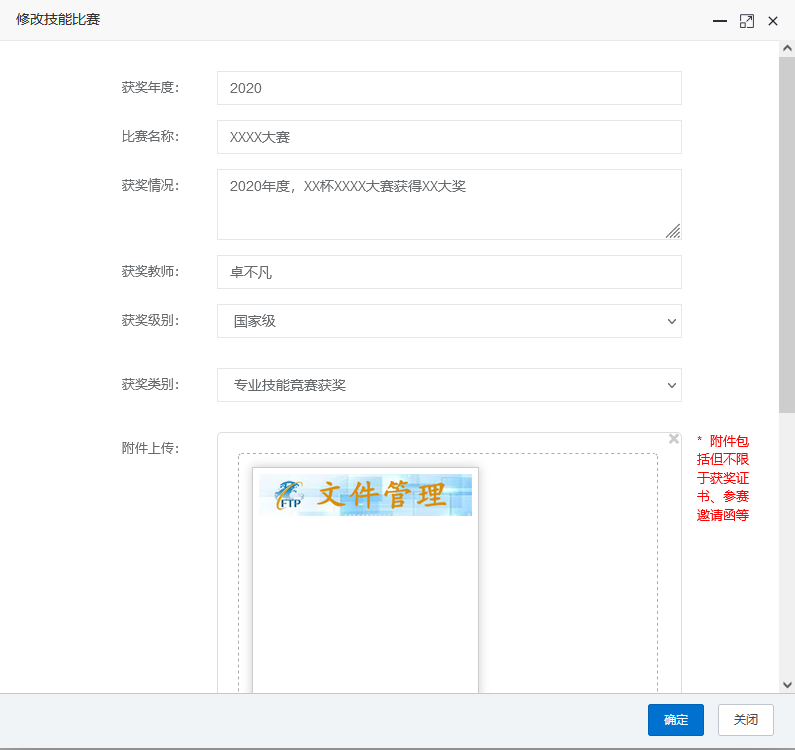 修改技能比赛
获奖年度：
2020
比赛名称：
XXXX大赛
获奖情况：
2020年度，XX杯XXXX大赛获得XX大奖
获奖教师：
卓不凡
获奖级别：
国家级
获奖类别：
专业技能竞赛获奖
附件上传：
FTP 文件管理
* 附件包
括但不限
于获奖证
书、参赛
邀请函等
确定
关闭